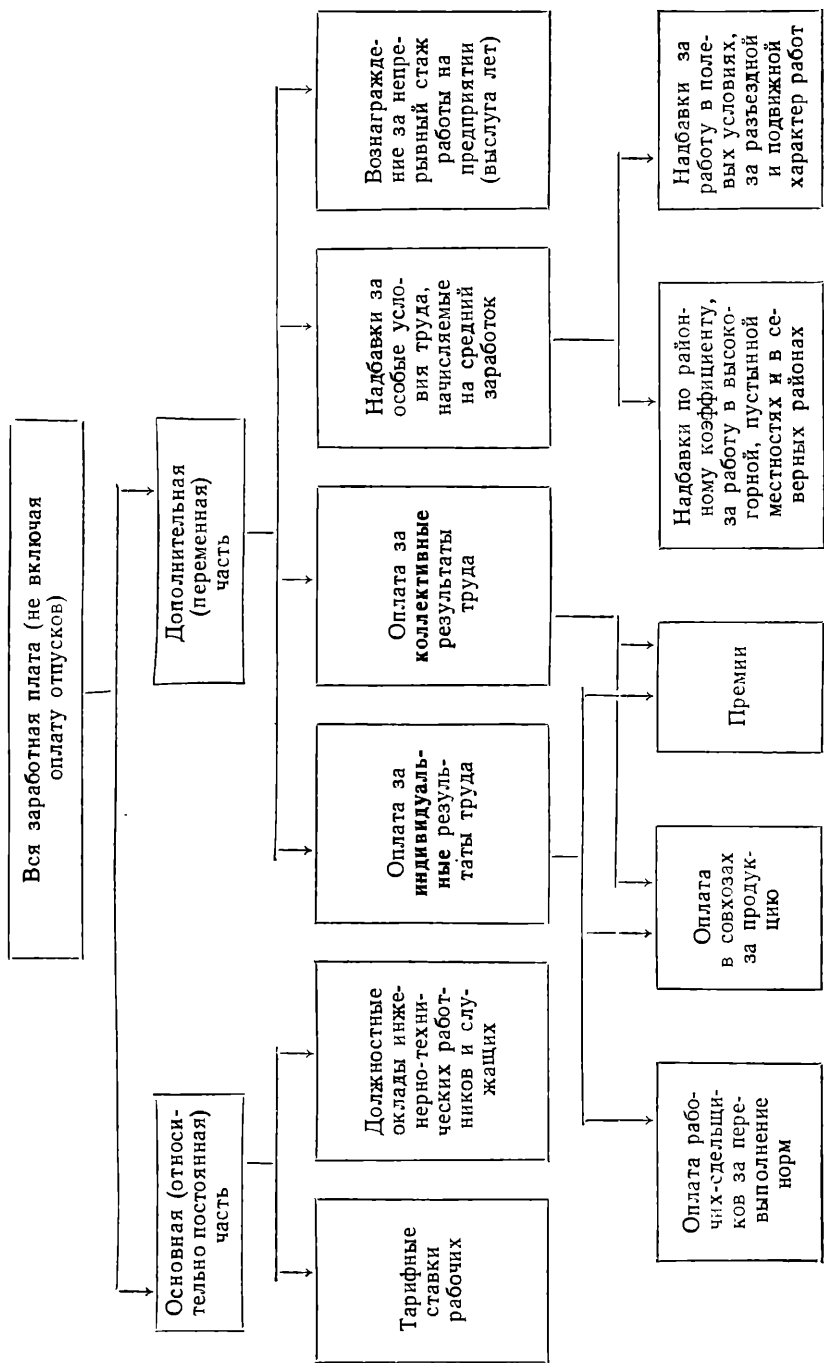 Вся заработная плата (не включая
оплату отпусков)
Основная (относи-
тельно постоянная)
часть
Дополнительная
(переменная)
часть
Тарифные
ставки
рабочих
Должностные
оклады инже-
нерно-техни-
ческих работ-
ников и слу-
жащих
Оплата за
индивидуаль-
ные резуль-
таты труда
Оплата за
коллективные
результаты
труда
Надбавки за
особые усло-
вия труда,
начисляемые
на средний
заработок
Вознагражде-
ние за непре-
рывный стаж
работы на
предприятии
(выслуга лет)
Оплата рабо-
чих-сдельщи-
ков за пере-
выполнение
норм
Оплата
в совхозах
за продук-
цию
Премии
Надбавки по район-
ному коэффициенту,
за работу в высоко-
горной, пустынной
местностях и в се-
верных районах
Надбавки за
работу в поле-
вых условиях,
за разъездной
и подвижной
характер работ